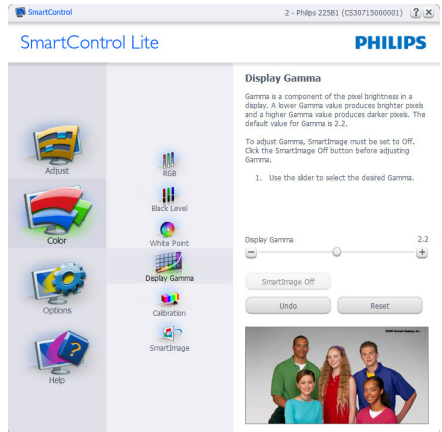 SmartControl
2 - Philips 225B1 (CS30715000001)
?
×
SmartControl Lite
PHILIPS
Adjust
Color
Options
Help
RGB
Black Level
White Point
Display Gamma
Calibration
SmartImage
Display Gamma
Gamma is a component of the pixel brightness in a
display. A lower Gamma value produces brighter pixels
and a higher Gamma value produces darker pixels. The
default value for Gamma is 2.2.
To adjust Gamma, SmartImage must be set to Off.
Click the SmartImage Off button before adjusting
Gamma.
1. Use the slider to select the desired Gamma.
Display Gamma
2.2
SmartImage Off
Undo
Reset